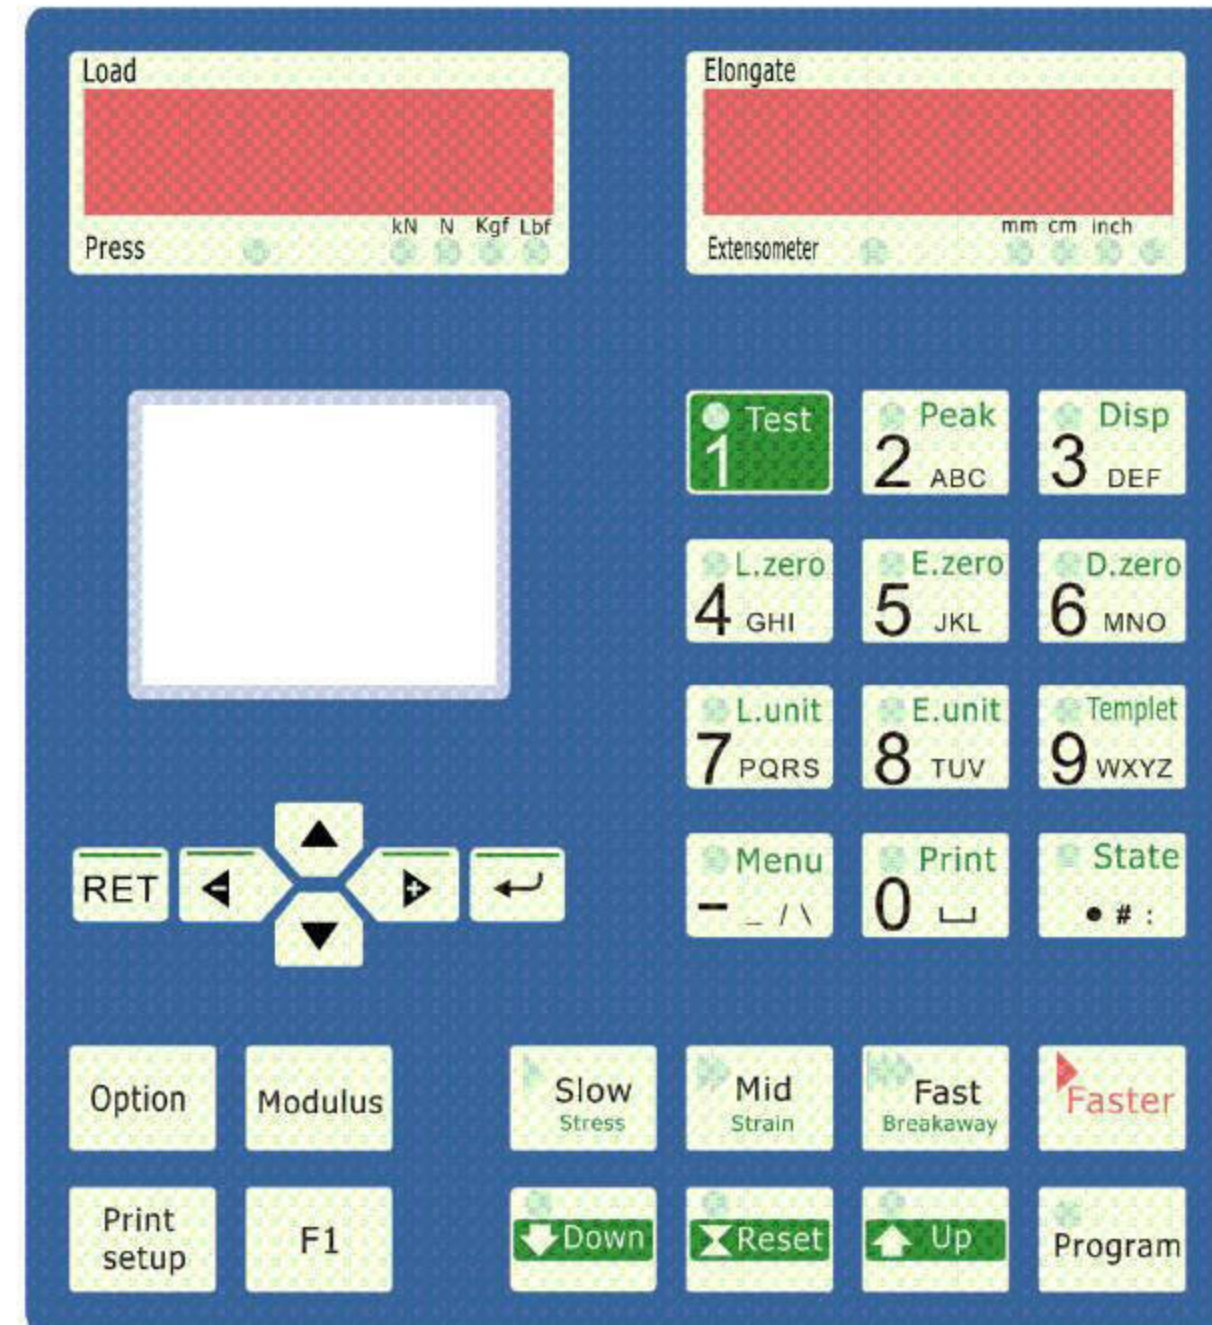 Load
kN N Kgf Lbf
Press
Elongate
mm cm inch
Extensometer
Test
1
Peak
2 ABC
Disp
3 DEF
L.zero
4 GHI
E.zero
5 JKL
D.zero
6 MNO
L.unit
7 PQRS
E.unit
8 TUV
Templet
9 WXYZ
RET
Menu
- _ / \
Print
0 ⎵
State
● # :
Option
Modulus
Slow
Stress
Mid
Strain
Fast
Breakaway
Faster
Print
setup
F1
Down
Reset
Up
Program